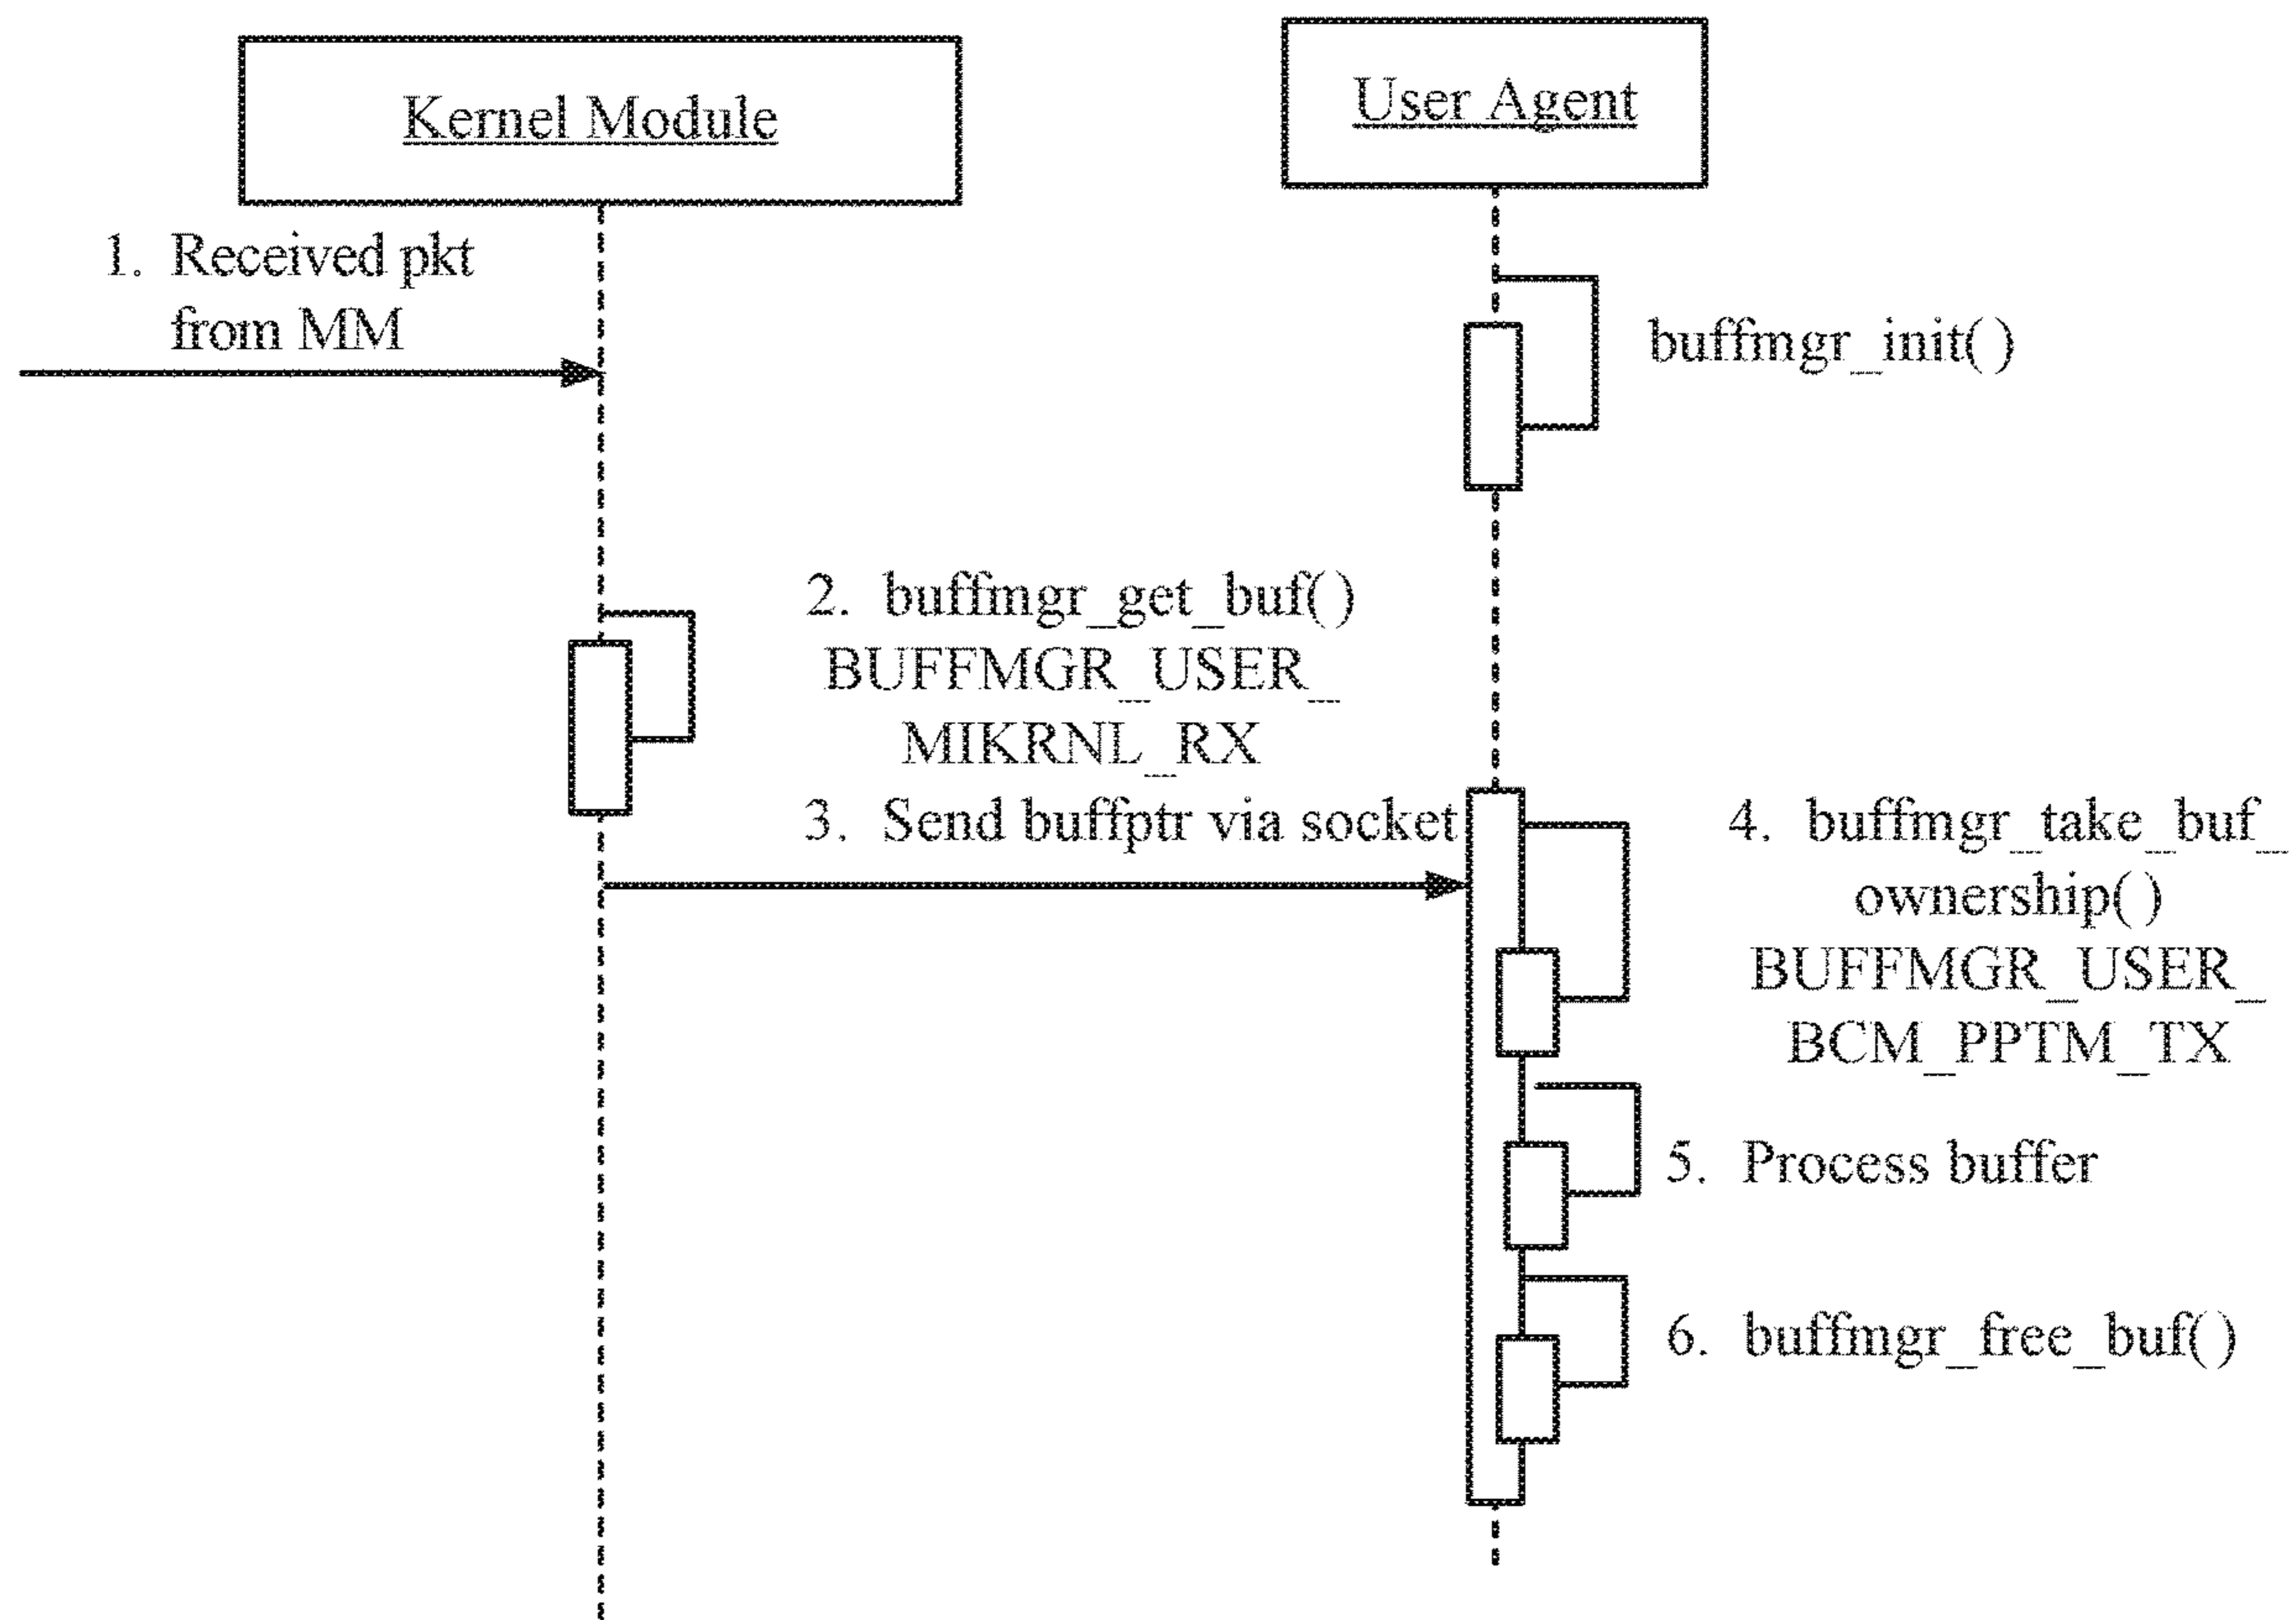 Kernel Module
User Agent
1. Received pkt
from MM
buffmgr_init( )
2. buffmgr_get_buf( )
BUFFMGR_USER_
MIKRNL_RX
3. Send buffptr via socket
4. buffmgr_take_buf_
ownership( )
BUFFMGR_USER_
BCM_PPTM_TX
5. Process buffer
6. buffmgr_free_buf( )